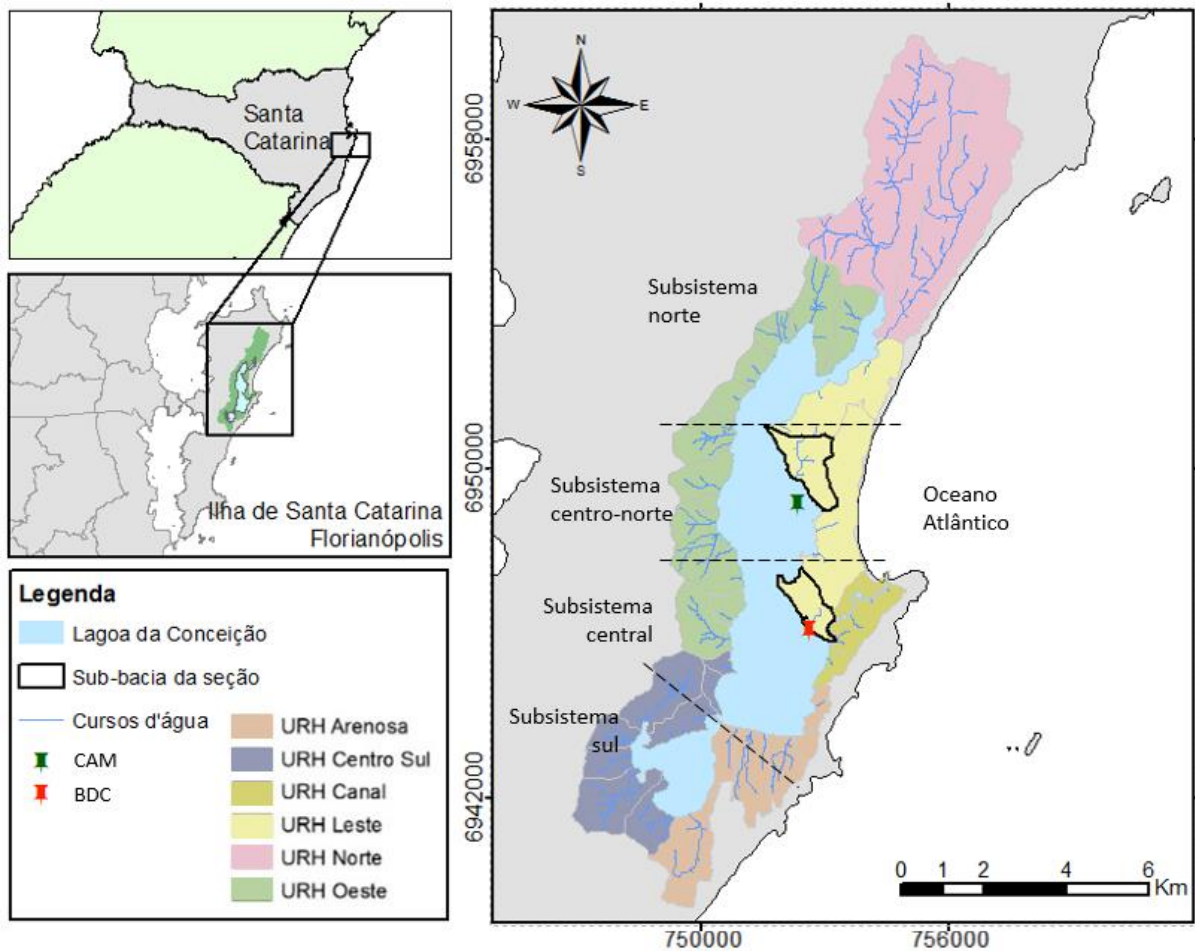 Santa
Catarina
Ilha de Santa Catarina
Florianópolis
Legenda
Lagoa da Conceição
Sub-bacia da seção
Cursos d'água
CAM
BDC
URH Arenosa
URH Centro Sul
URH Canal
URH Leste
URH Norte
URH Oeste
N
W
E
S
6958000
6950000
6942000
Subsistema
norte
Subsistema
centro-norte
Subsistema
central
Subsistema
sul
Oceano
Atlântico
0 1 2 4 6
Km
750000
756000